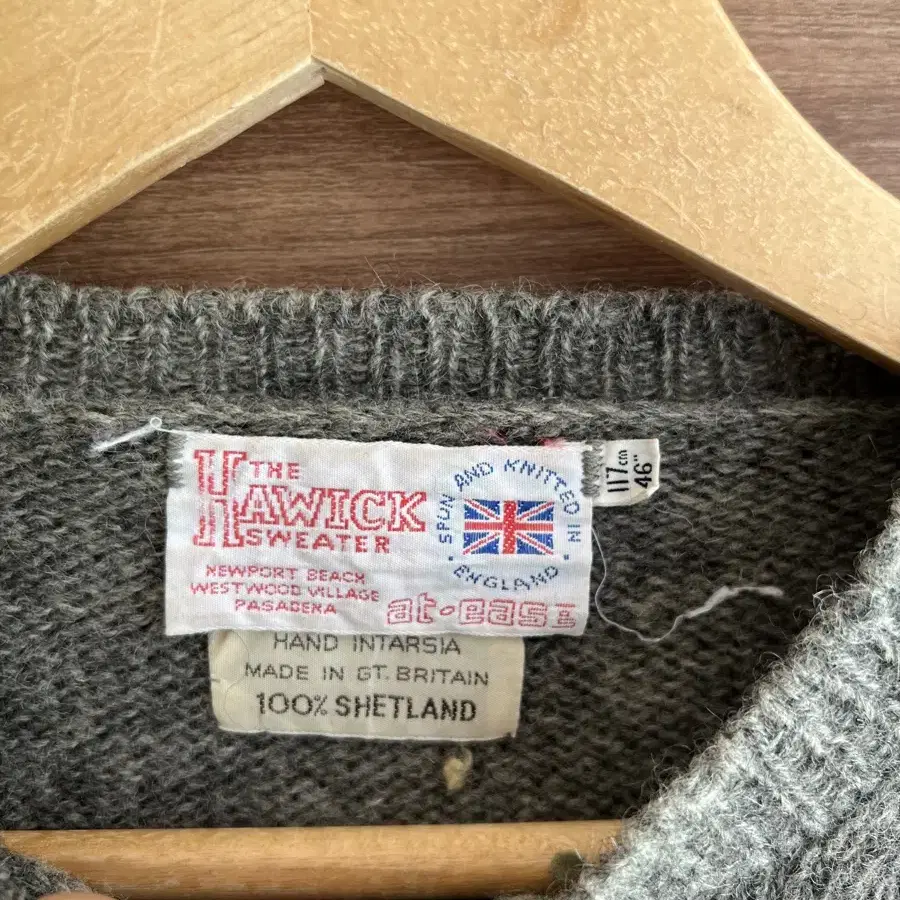 THE
HAWICK
SWEATER
SPUN AND KNITTED IN
ENGLAND
NEWPORT BEACH
WESTWOOD VILLAGE
PASADENA
at·ease
117cm
46"
HAND INTARSIA
MADE IN GT. BRITAIN
100% SHETLAND